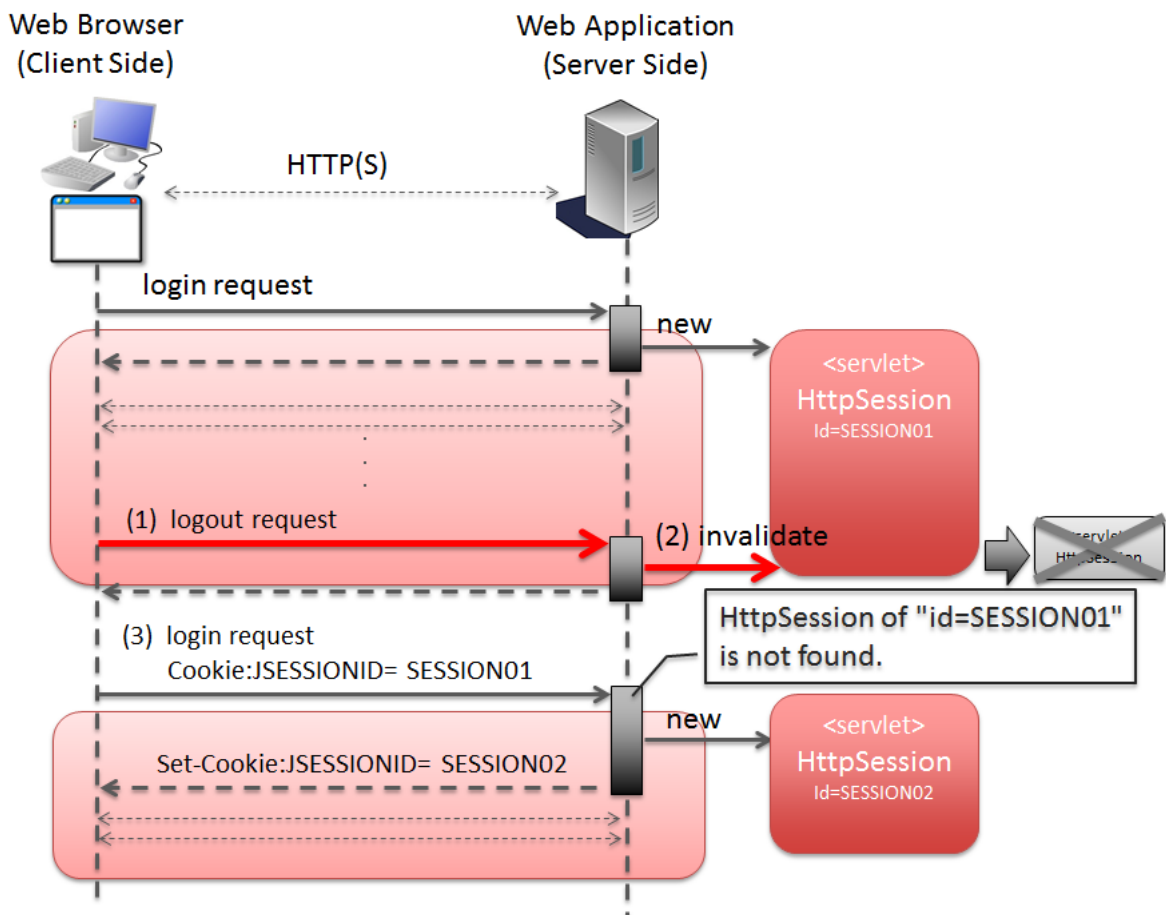 Web Browser
(Client Side)
Web Application
(Server Side)
HTTP(S)
login request
new
<servlet>
HttpSession
Id=SESSION01
.
.
.
(1) logout request
(2) invalidate
HttpSession
HttpSession of "id=SESSION01"
is not found.
(3) login request
Cookie:JSESSIONID= SESSION01
new
<servlet>
HttpSession
Id=SESSION02
Set-Cookie:JSESSIONID= SESSION02